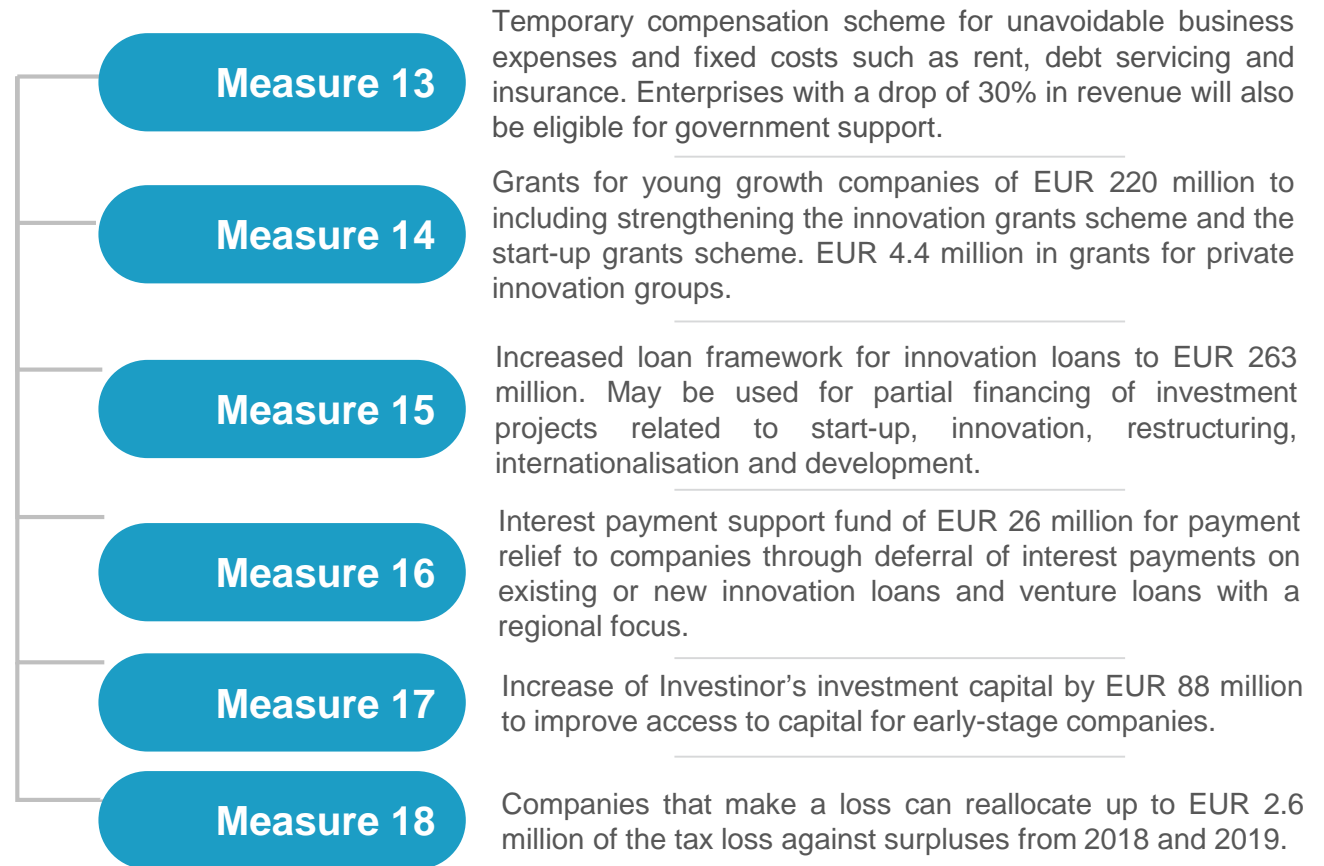 Measure 13
Temporary compensation scheme for unavoidable business
expenses and fixed costs such as rent, debt servicing and
insurance. Enterprises with a drop of 30% in revenue will also
be eligible for government support.
Measure 14
Grants for young growth companies of EUR 220 million to
including strengthening the innovation grants scheme and the
start-up grants scheme. EUR 4.4 million in grants for private
innovation groups.
Measure 15
Increased loan framework for innovation loans to EUR 263
million. May be used for partial financing of investment
projects related to start-up, innovation, restructuring,
internationalisation and development.
Measure 16
Interest payment support fund of EUR 26 million for payment
relief to companies through deferral of interest payments on
existing or new innovation loans and venture loans with a
regional focus.
Measure 17
Increase of Investinor’s investment capital by EUR 88 million
to improve access to capital for early-stage companies.
Measure 18
Companies that make a loss can reallocate up to EUR 2.6
million of the tax loss against surpluses from 2018 and 2019.